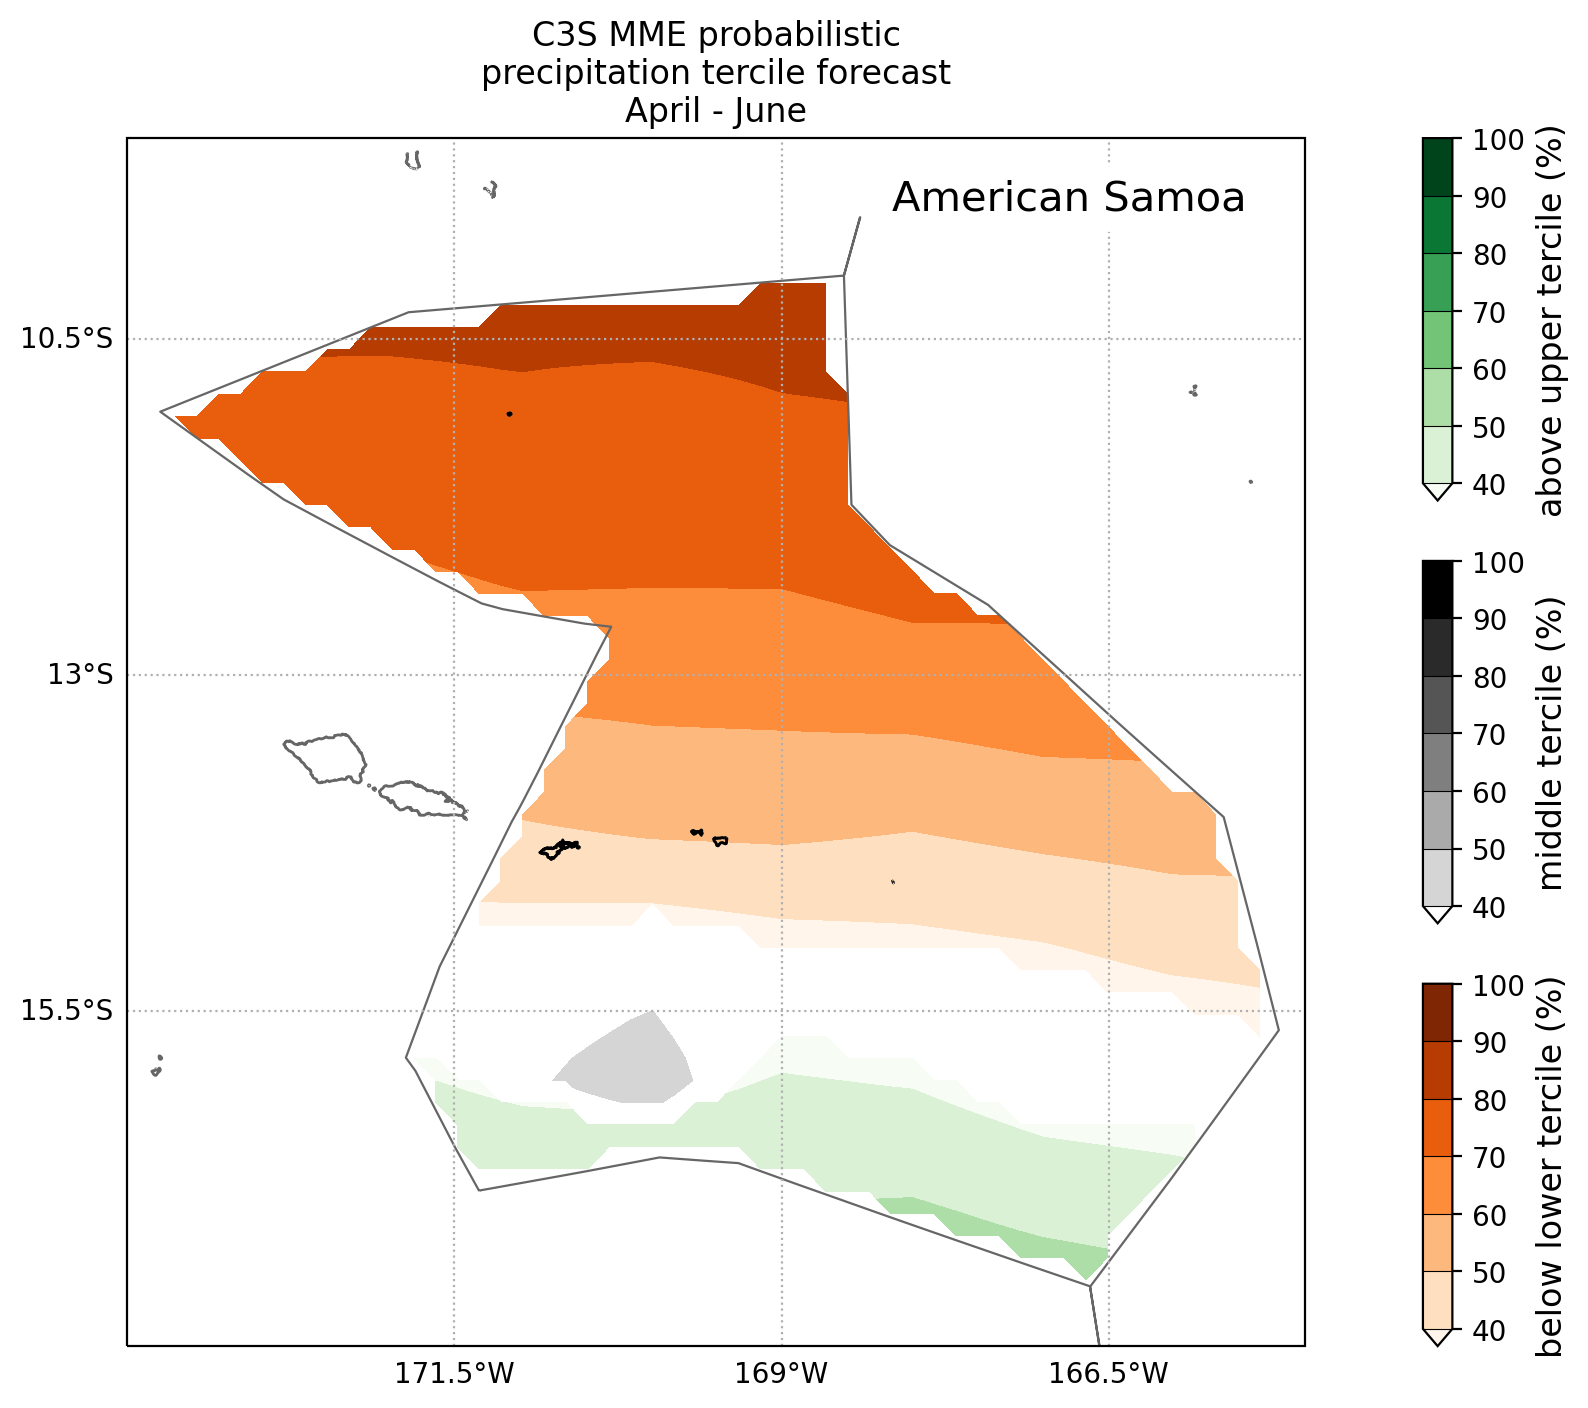 C3S MME probabilistic
precipitation tercile forecast
April - June
American Samoa
10.5°S
13°S
15.5°S
171.5°W
169°W
166.5°W
100
90
80
70
60
50
40
above upper tercile (%)
100
90
80
70
60
50
40
middle tercile (%)
100
90
80
70
60
50
40
below lower tercile (%)